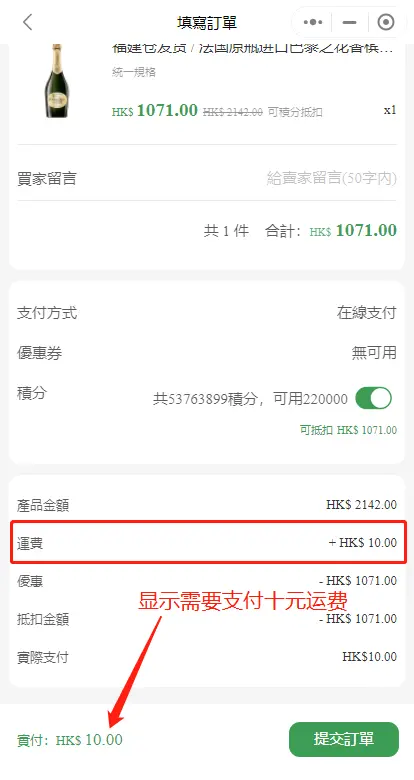 填寫訂單
福建仓发货 / 法国原瓶进口巴黎之花香槟…
統一規格
HK$ 1071.00 HK$ 2142.00 可積分抵扣 x1
買家留言 給賣家留言(50字內)
共 1 件 合計: HK$ 1071.00
支付方式 在線支付
優惠券 無可用
積分 共53763899積分，可用220000
可抵扣 HK$ 1071.00
產品金額 HK$ 2142.00
運費 + HK$ 10.00
優惠 - HK$ 1071.00
显示需要支付十元运费
抵扣金額 - HK$ 1071.00
實際支付 HK$10.00
實付: HK$ 10.00 提交訂單